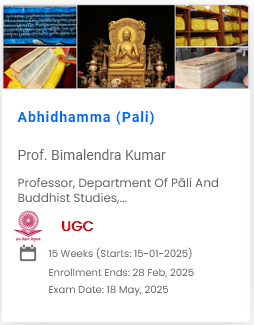 Abhidhamma (Pali)
Prof. Bimalendra Kumar
Professor, Department Of Pāli And
Buddhist Studies,...
UGC
15 Weeks (Starts: 15-01-2025)
Enrollment Ends: 28 Feb, 2025
Exam Date: 18 May, 2025